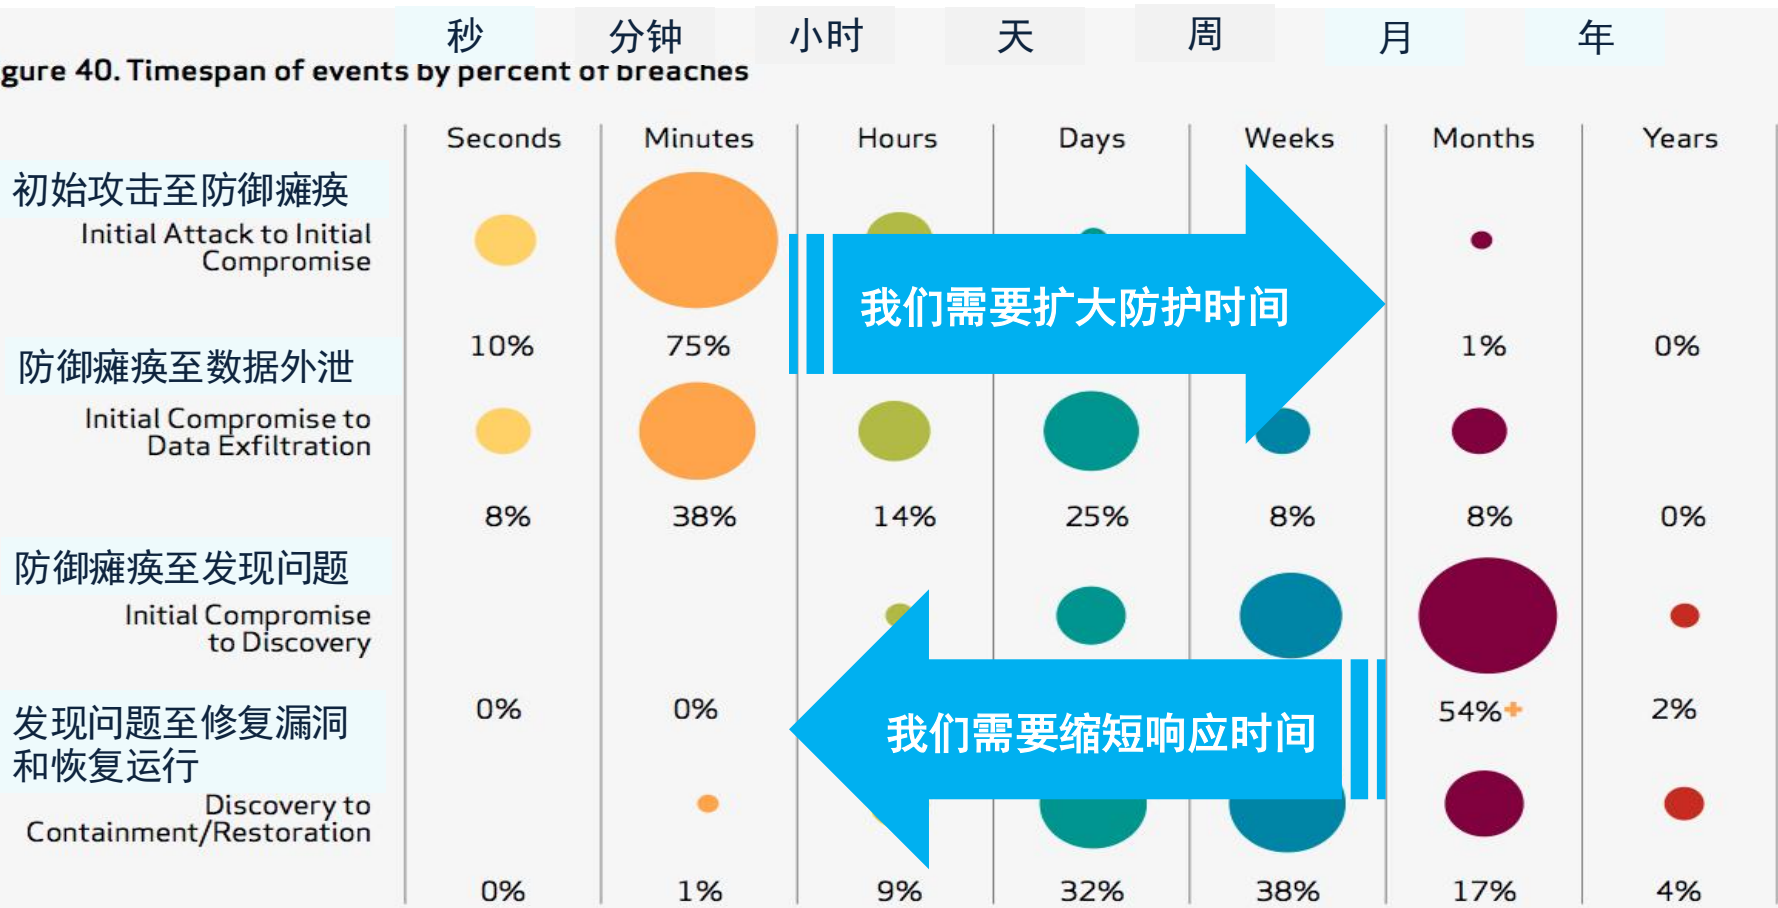 秒 分钟 小时 天 周 月 年
gure 40. Timespan of events by percent of breaches
Seconds Minutes Hours Days Weeks Months Years
初始攻击至防御瘫痪
Initial Attack to Initial
Compromise
我们需要扩大防护时间
10% 75% 1% 0%
防御瘫痪至数据外泄
Initial Compromise to
Data Exfiltration
8% 38% 14% 25% 8% 8% 0%
防御瘫痪至发现问题
Initial Compromise
to Discovery
0% 0% 54%+ 2%
我们需要缩短响应时间
发现问题至修复漏洞
和恢复运行
Discovery to
Containment/Restoration
0% 1% 9% 32% 38% 17% 4%